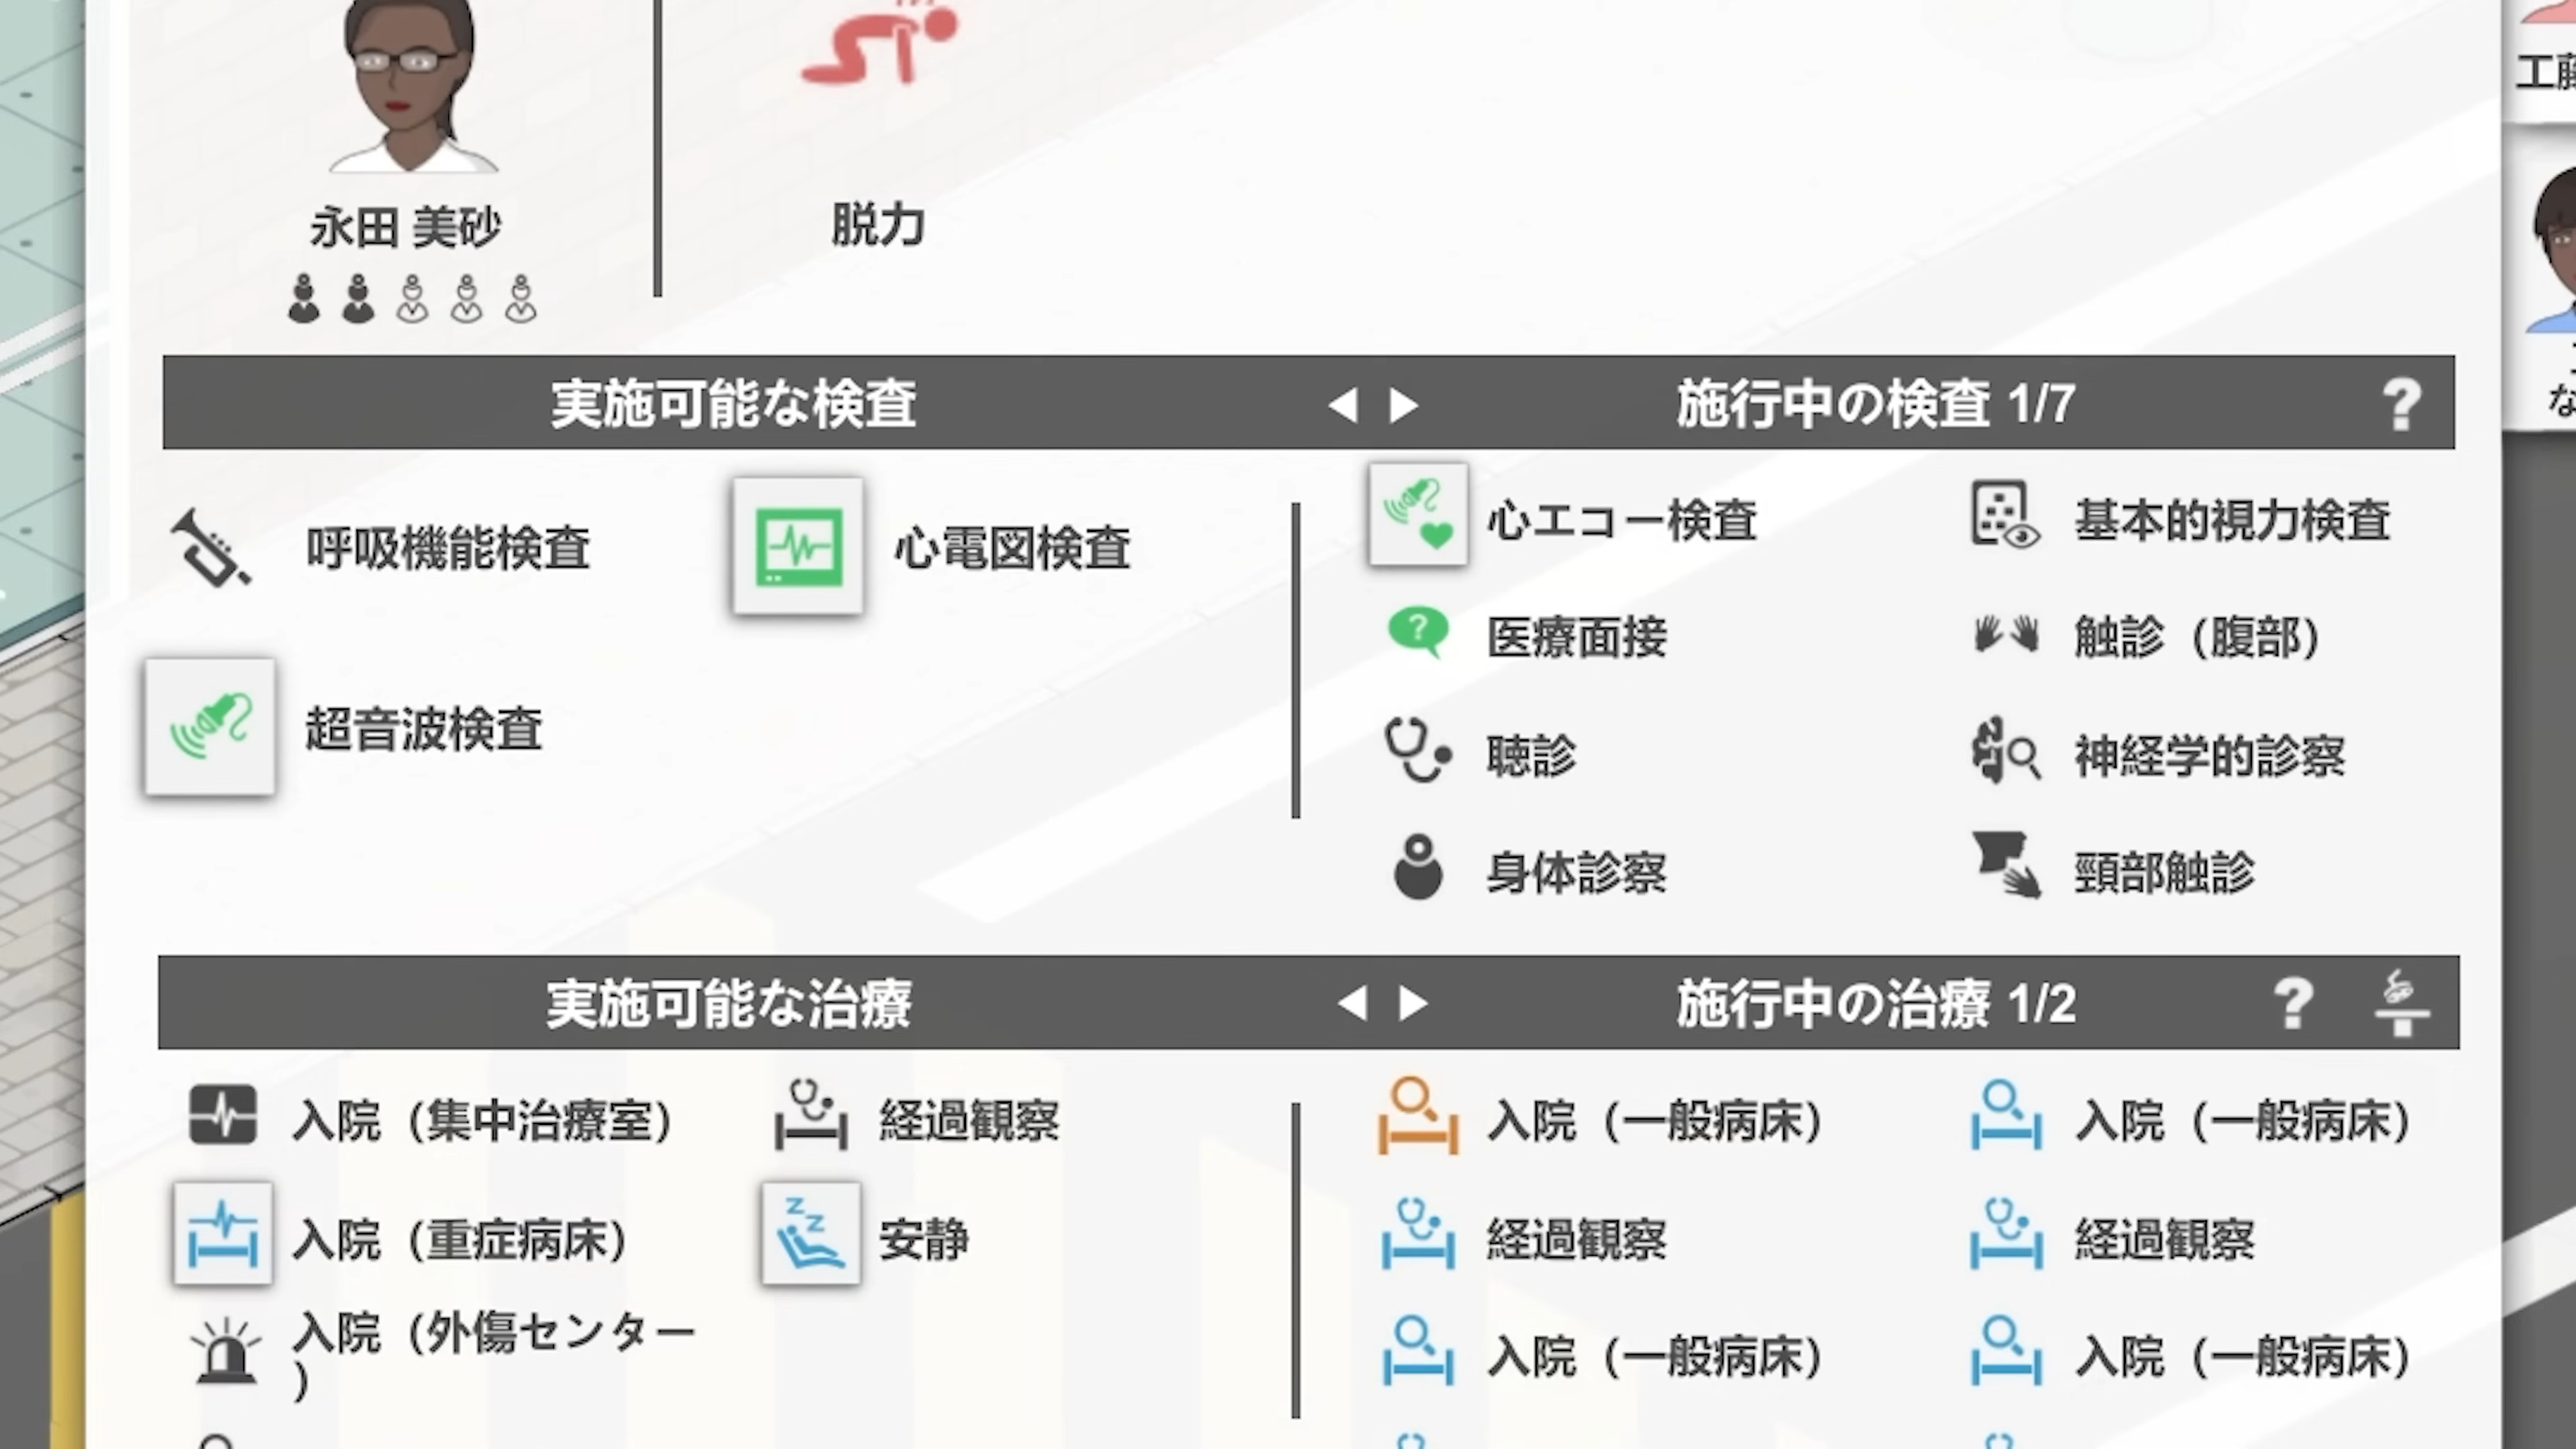 永田 美砂
脱力
工藤
な
実施可能な検査
施行中の検査 1/7
?
呼吸機能検査
心電図検査
超音波検査
心エコー検査
基本的視力検査
?
医療面接
触診（腹部）
聴診
神経学的診察
身体診察
頸部触診
実施可能な治療
施行中の治療 1/2
?
入院（集中治療室）
経過観察
入院（重症病床）
z z
安静
入院（外傷センター
）
入院（一般病床）
入院（一般病床）
経過観察
経過観察
入院（一般病床）
入院（一般病床）